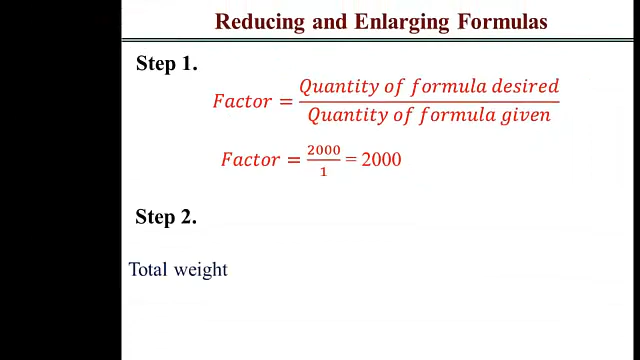 Reducing and Enlarging Formulas
Step 1.
Factor = Quantity of formula desired / Quantity of formula given
Factor = 2000 / 1 = 2000
Step 2.
Total weight